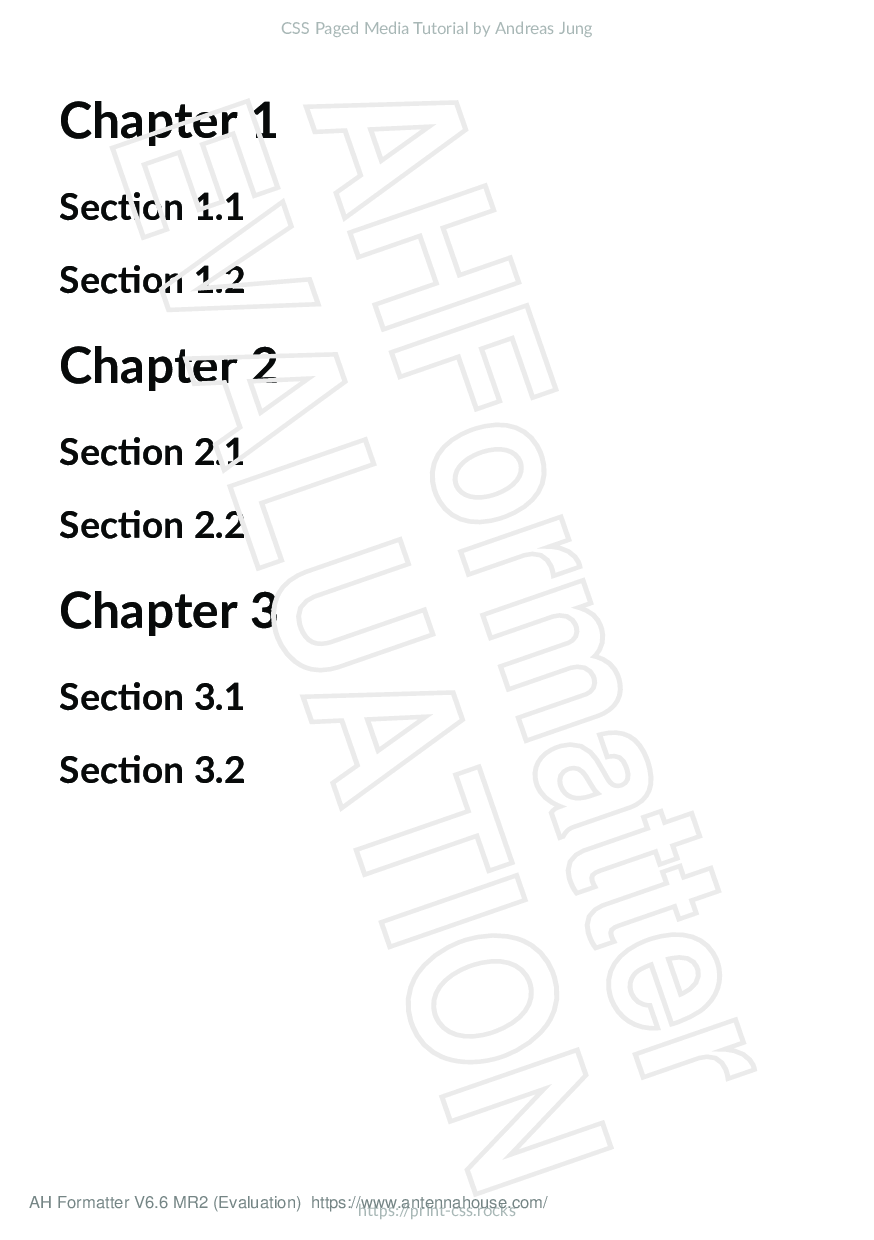 CSS Paged Media Tutorial by Andreas Jung
Chapter 1
Section 1.1
Section 1.2
Chapter 2
Section 2.1
Section 2.2
Chapter 3
Section 3.1
Section 3.2
AHFormatter
EVALUATION
AH Formatter V6.6 MR2 (Evaluation)  https://www.antennahouse.com/
https://print-css.rocks